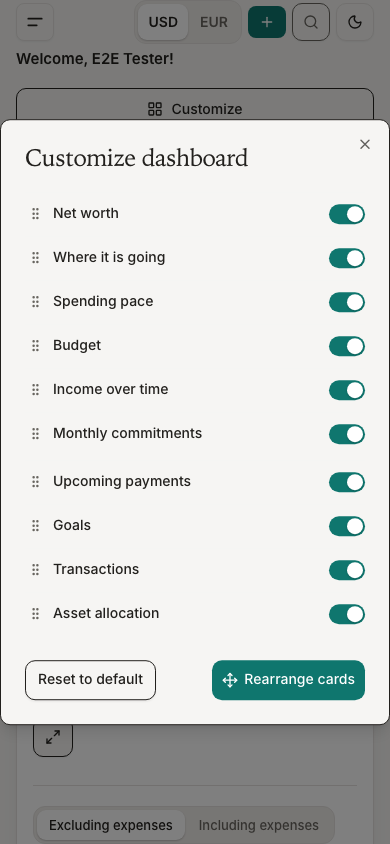 USD EUR
Welcome, E2E Tester!
Customize
Customize dashboard
Net worth
Where it is going
Spending pace
Budget
Income over time
Monthly commitments
Upcoming payments
Goals
Transactions
Asset allocation
Reset to default Rearrange cards
Excluding expenses Including expenses